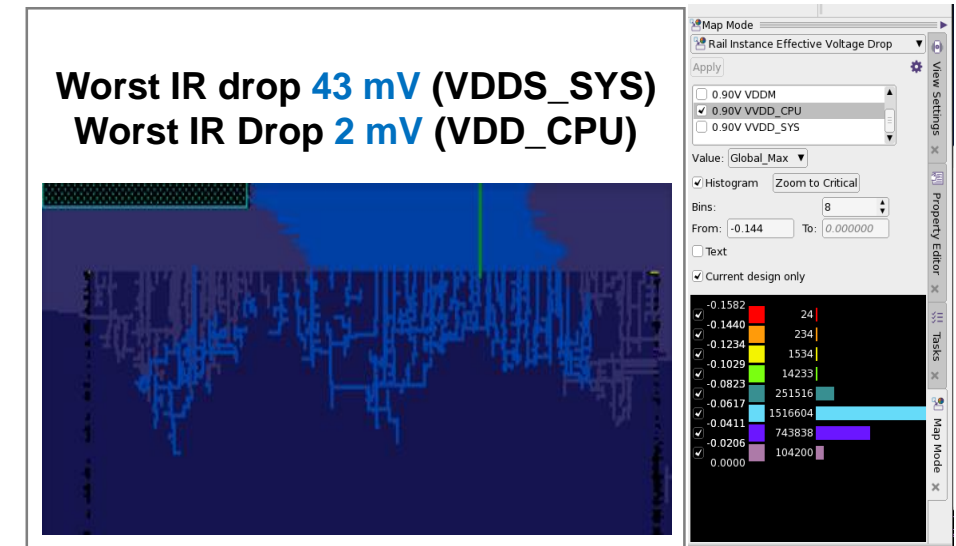 Worst IR drop 43 mV (VDDS_SYS)
Worst IR Drop 2 mV (VDD_CPU)
Map Mode
Rail Instance Effective Voltage Drop
Apply
0.90V VDDM
0.90V VVDD_CPU
0.90V VVDD_SYS
Value: Global_Max
Histogram Zoom to Critical
Bins: 8
From: -0.144 To: 0.000000
Text
Current design only
-0.1582
24
-0.1440
234
-0.1234
1534
-0.1029
14233
-0.0823
251516
-0.0617
1516604
-0.0411
743838
-0.0206
104200
0.0000
View Settings
Property Editor
Tasks
Map Mode